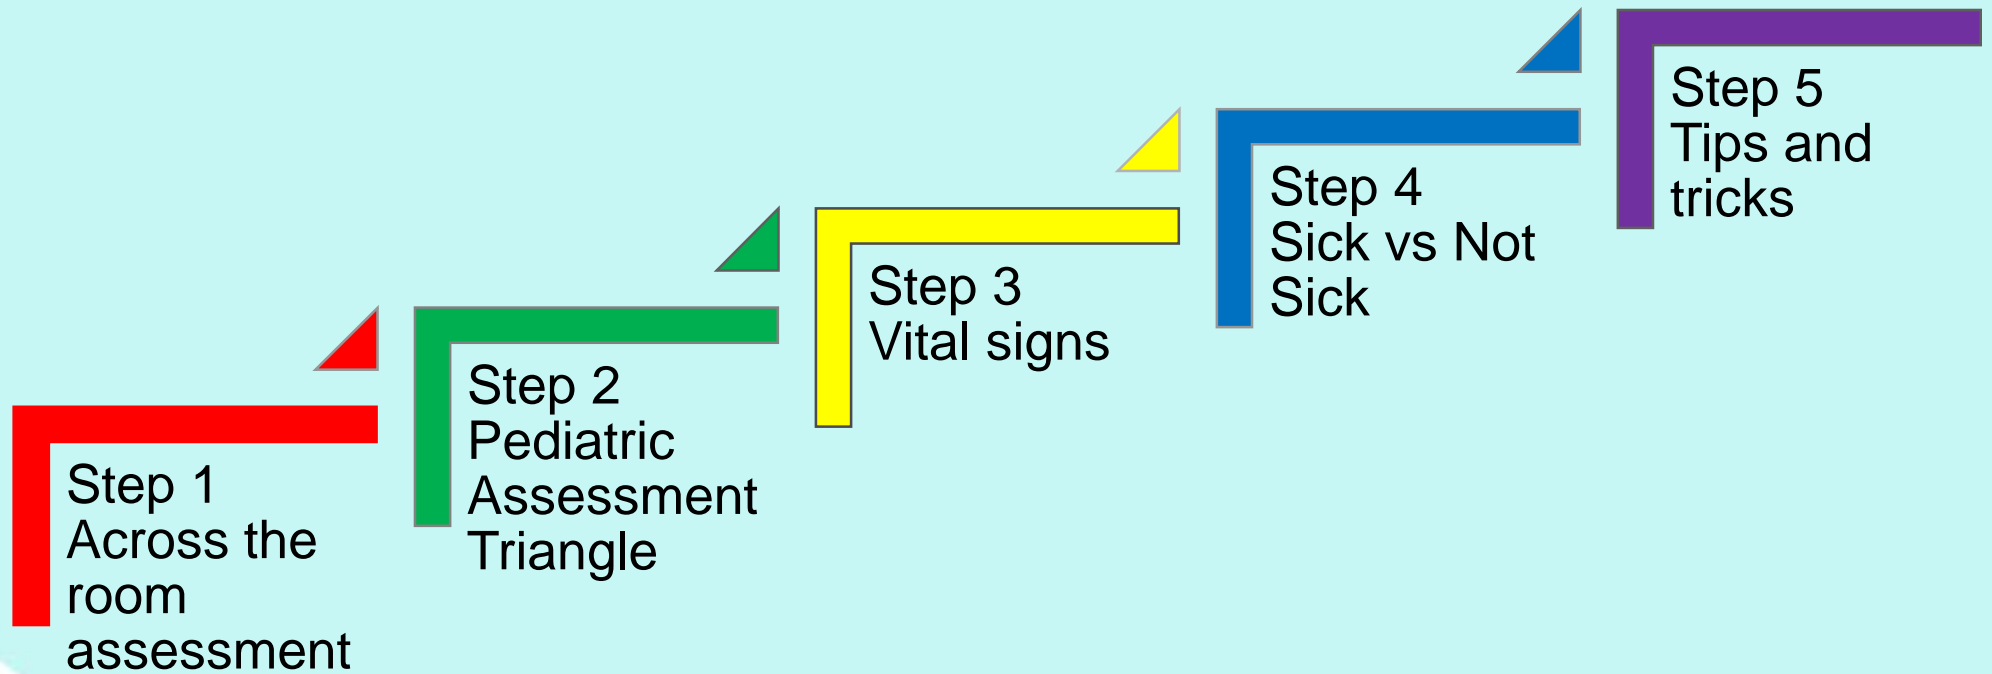 Step 1
Across the
room
assessment
Step 2
Pediatric
Assessment
Triangle
Step 3
Vital signs
Step 4
Sick vs Not
Sick
Step 5
Tips and
tricks